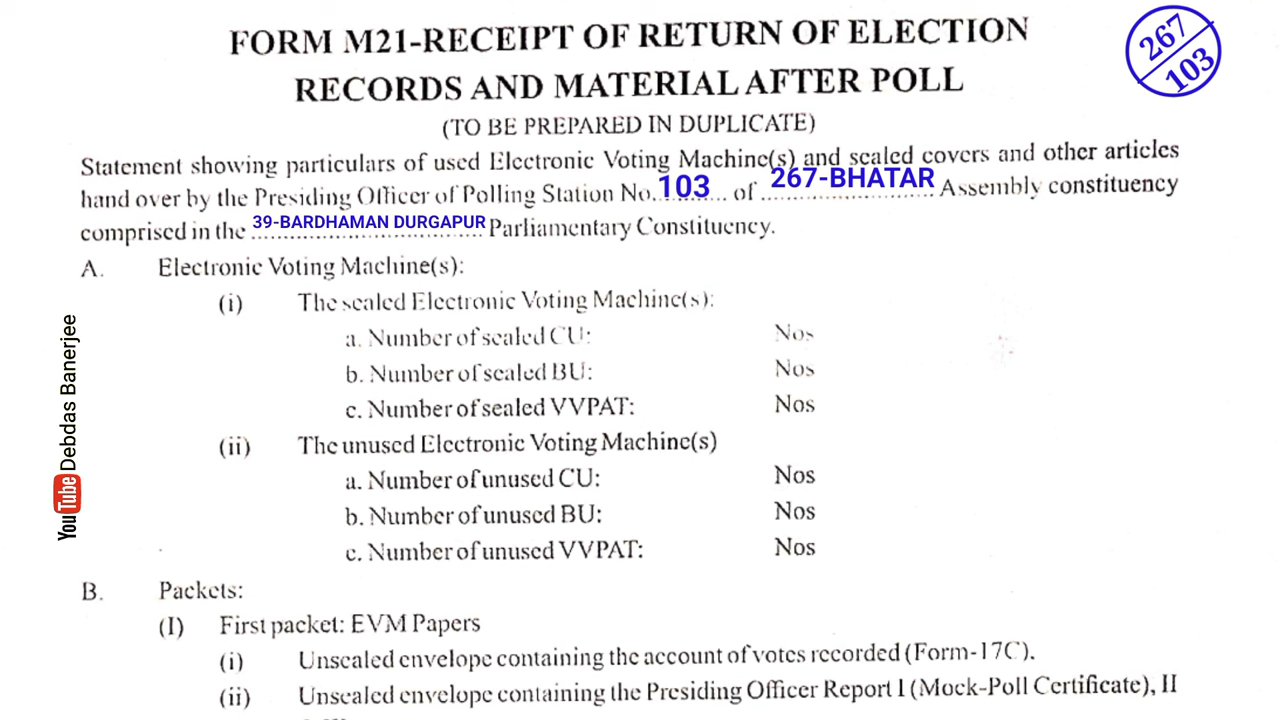 FORM M21-RECEIPT OF RETURN OF ELECTION
RECORDS AND MATERIAL AFTER POLL
267
103
(TO BE PREPARED IN DUPLICATE)
Statement showing particulars of used Electronic Voting Machine(s) and sealed covers and other articles
hand over by the Presiding Officer of Polling Station No. 103 of 267-BHATAR Assembly constituency
comprised in the 39-BARDHAMAN DURGAPUR Parliamentary Constituency.
A. Electronic Voting Machine(s):
(i) The sealed Electronic Voting Machine(s):
a. Number of sealed CU: Nos
b. Number of sealed BU: Nos
c. Number of sealed VVPAT: Nos
(ii) The unused Electronic Voting Machine(s)
a. Number of unused CU: Nos
b. Number of unused BU: Nos
c. Number of unused VVPAT: Nos
B. Packets:
(I) First packet: EVM Papers
(i) Unsealed envelope containing the account of votes recorded (Form-17C).
(ii) Unsealed envelope containing the Presiding Officer Report I (Mock-Poll Certificate), II
YouTube Debdas Banerjee